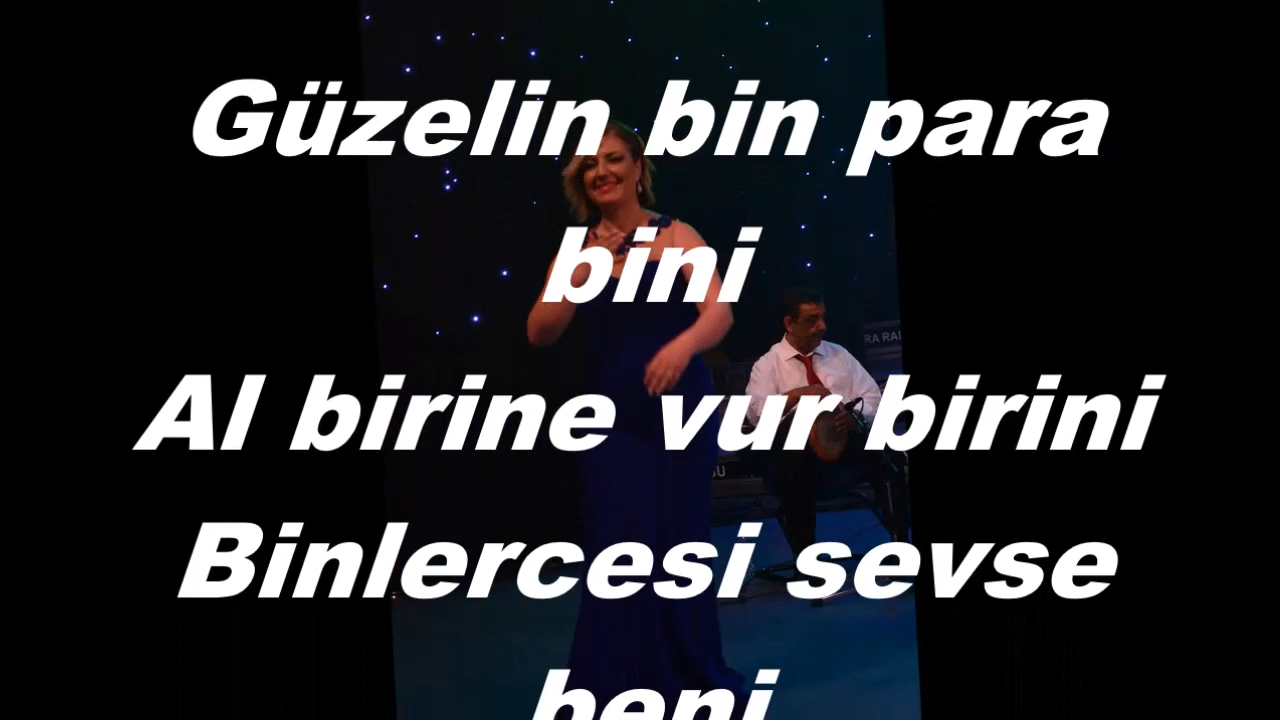 Güzelin bin para
bini
Al birine vur birini
Binlercesi sevse
beni